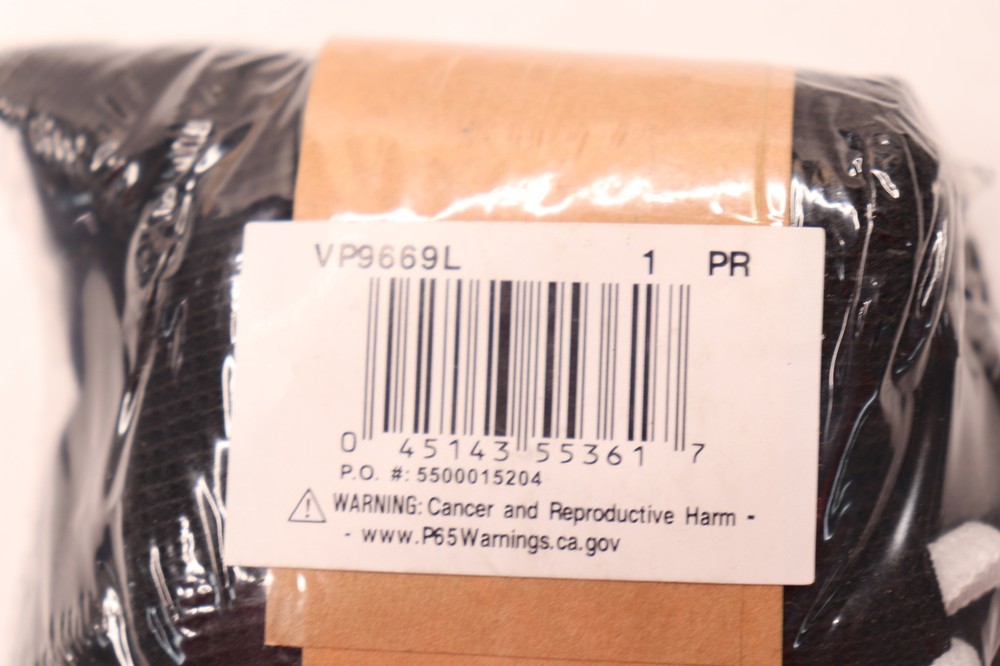 VP9669L 1 PR
0 45143 55361 7
P.O. #: 5500015204
WARNING: Cancer and Reproductive Harm -
- www.P65Warnings.ca.gov